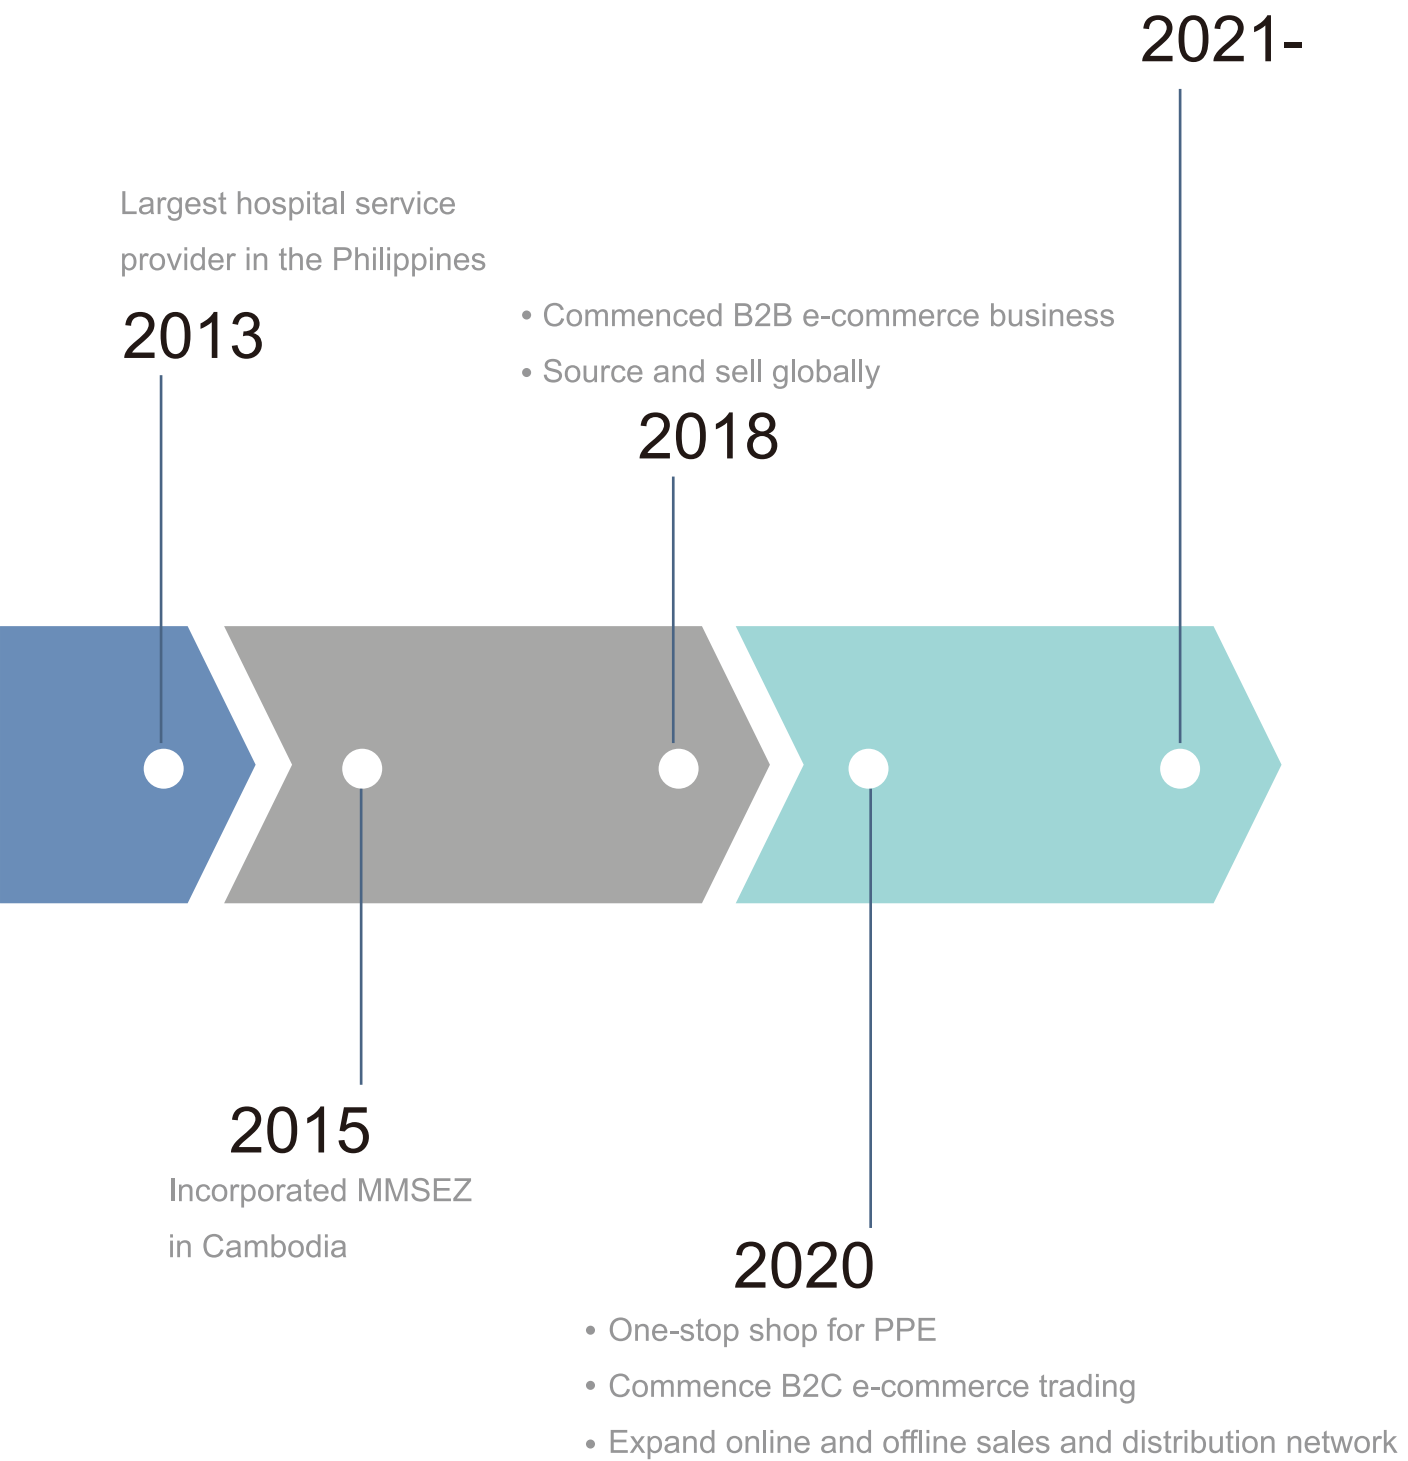 2021-
Largest hospital service
provider in the Philippines
2013
• Commenced B2B e-commerce business
• Source and sell globally
2018
2015
Incorporated MMSEZ
in Cambodia
2020
• One-stop shop for PPE
• Commence B2C e-commerce trading
• Expand online and offline sales and distribution network